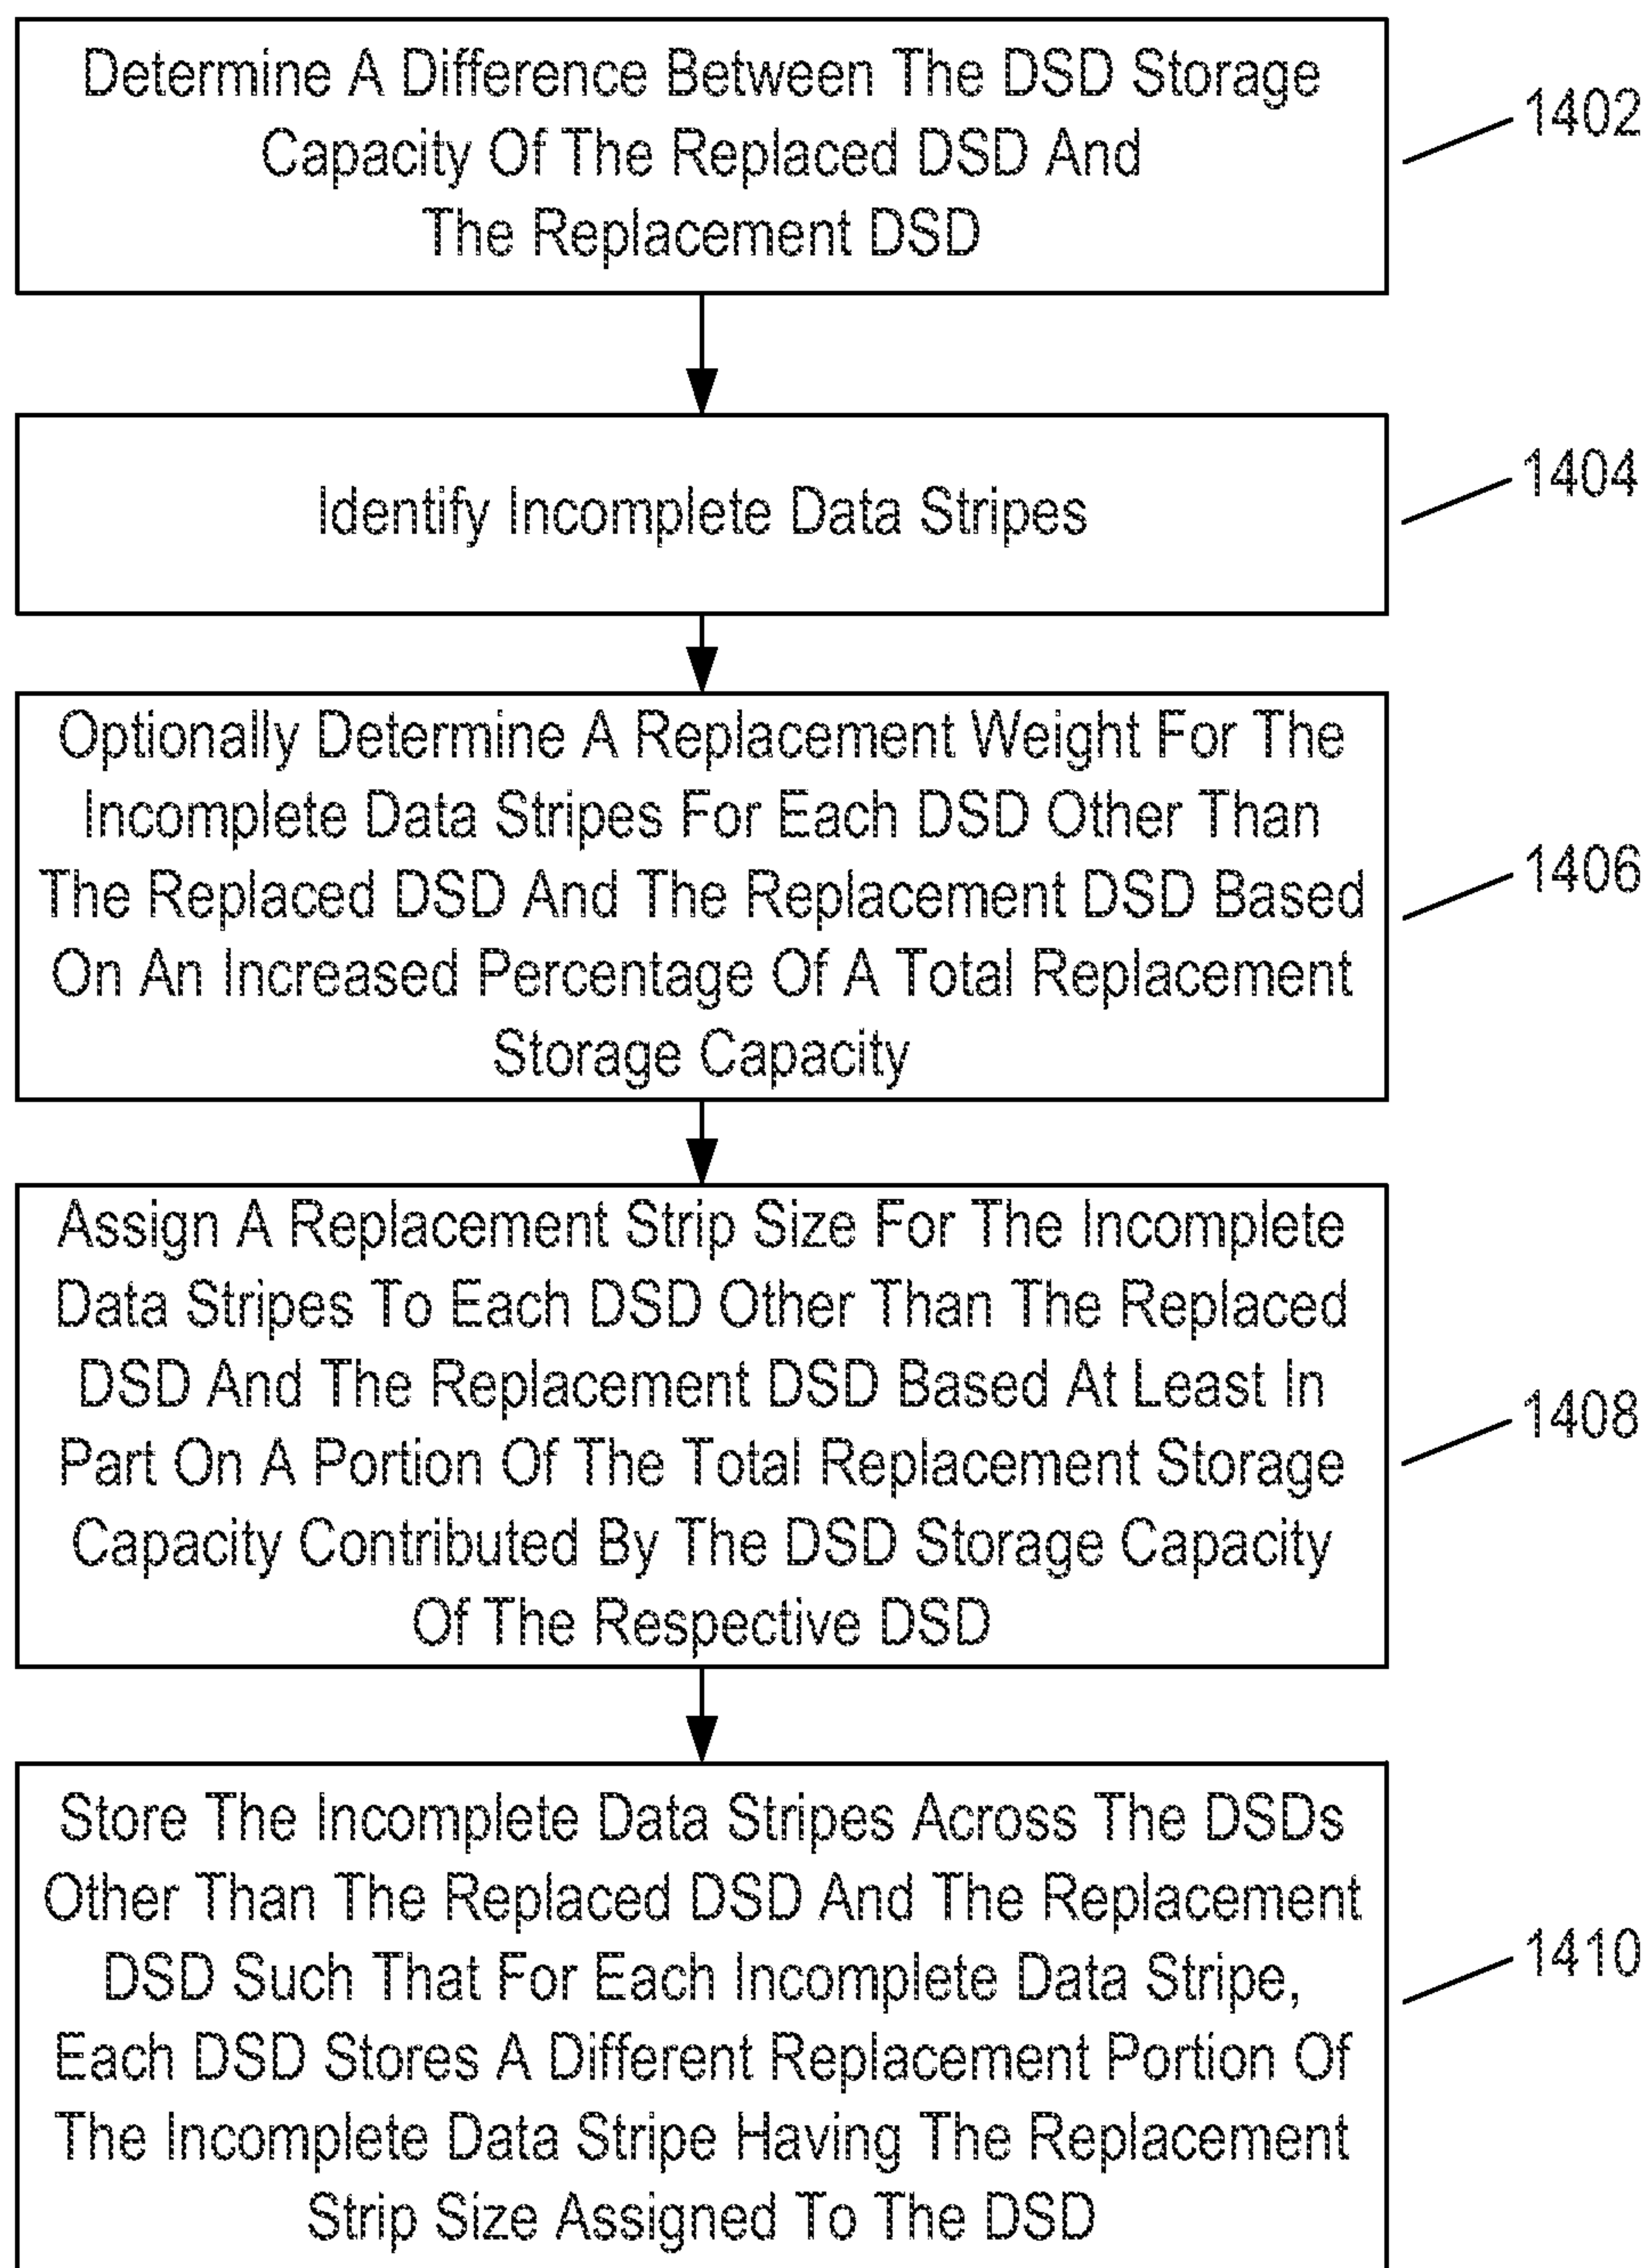 Determine A Difference Between The DSD Storage
Capacity Of The Replaced DSD And
The Replacement DSD
1402
Identify Incomplete Data Stripes
1404
Optionally Determine A Replacement Weight For The
Incomplete Data Stripes For Each DSD Other Than
The Replaced DSD And The Replacement DSD Based
On An Increased Percentage Of A Total Replacement
Storage Capacity
1406
Assign A Replacement Strip Size For The Incomplete
Data Stripes To Each DSD Other Than The Replaced
DSD And The Replacement DSD Based At Least In
Part On A Portion Of The Total Replacement Storage
Capacity Contributed By The DSD Storage Capacity
Of The Respective DSD
1408
Store The Incomplete Data Stripes Across The DSDs
Other Than The Replaced DSD And The Replacement
DSD Such That For Each Incomplete Data Stripe,
Each DSD Stores A Different Replacement Portion Of
The Incomplete Data Stripe Having The Replacement
Strip Size Assigned To The DSD
1410